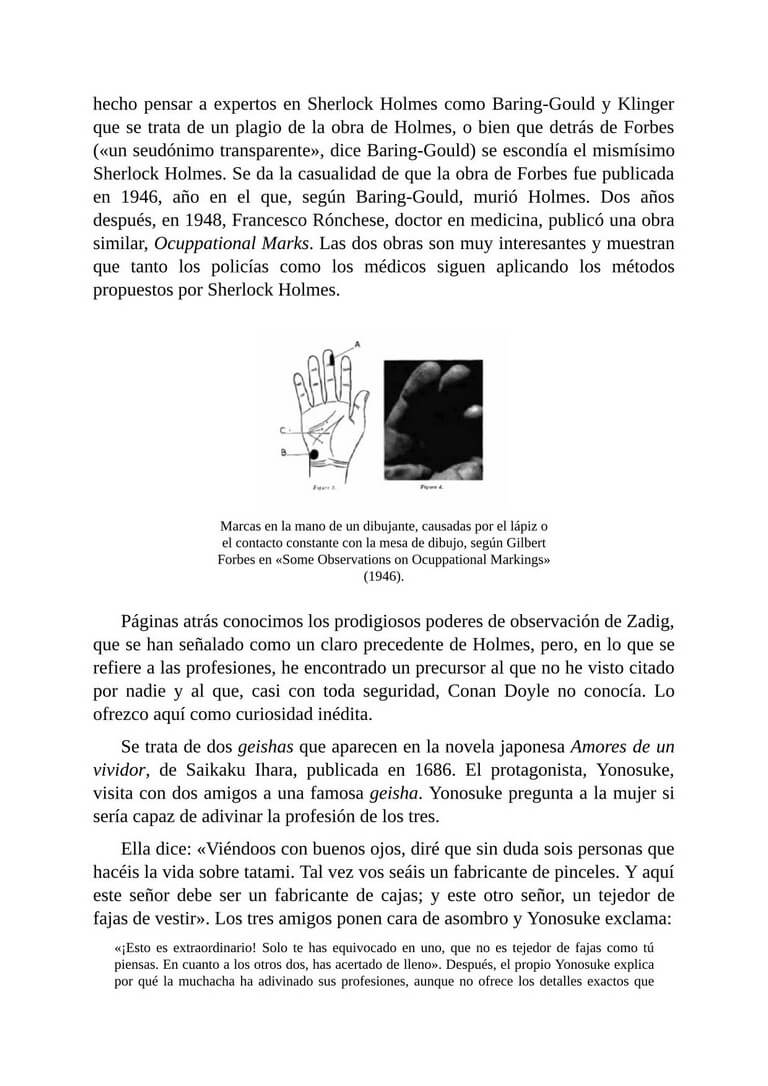 hecho pensar a expertos en Sherlock Holmes como Baring-Gould y Klinger
que se trata de un plagio de la obra de Holmes, o bien que detrás de Forbes
(«un seudónimo transparente», dice Baring-Gould) se escondía el mismísimo
Sherlock Holmes. Se da la casualidad de que la obra de Forbes fue publicada
en 1946, año en el que, según Baring-Gould, murió Holmes. Dos años
después, en 1948, Francesco Rónchese, doctor en medicina, publicó una obra
similar, Ocuppational Marks. Las dos obras son muy interesantes y muestran
que tanto los policías como los médicos siguen aplicando los métodos
propuestos por Sherlock Holmes.
A
C
B
Figure 3.
Figure 4.
Marcas en la mano de un dibujante, causadas por el lápiz o
el contacto constante con la mesa de dibujo, según Gilbert
Forbes en «Some Observations on Ocuppational Markings»
(1946).
Páginas atrás conocimos los prodigiosos poderes de observación de Zadig,
que se han señalado como un claro precedente de Holmes, pero, en lo que se
refiere a las profesiones, he encontrado un precursor al que no he visto citado
por nadie y al que, casi con toda seguridad, Conan Doyle no conocía. Lo
ofrezco aquí como curiosidad inédita.
Se trata de dos geishas que aparecen en la novela japonesa Amores de un
vividor, de Saikaku Ihara, publicada en 1686. El protagonista, Yonosuke,
visita con dos amigos a una famosa geisha. Yonosuke pregunta a la mujer si
sería capaz de adivinar la profesión de los tres.
Ella dice: «Viéndoos con buenos ojos, diré que sin duda sois personas que
hacéis la vida sobre tatami. Tal vez vos seáis un fabricante de pinceles. Y aquí
este señor debe ser un fabricante de cajas; y este otro señor, un tejedor de
fajas de vestir». Los tres amigos ponen cara de asombro y Yonosuke exclama:
«¡Esto es extraordinario! Solo te has equivocado en uno, que no es tejedor de fajas como tú
piensas. En cuanto a los otros dos, has acertado de lleno». Después, el propio Yonosuke explica
por qué la muchacha ha adivinado sus profesiones, aunque no ofrece los detalles exactos que